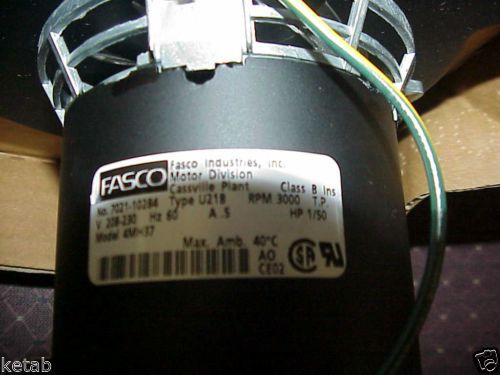 FASCO
Fasco Industries, Inc.
Motor Division
Cassville Plant
Class B Ins
No. 7021-10284 Type U21B RPM 3000 T.P.
V 208-230 Hz 60 A .5 HP 1/50
Model 4MH37
Max. Amb. 40°C
AO
CE02
ketab